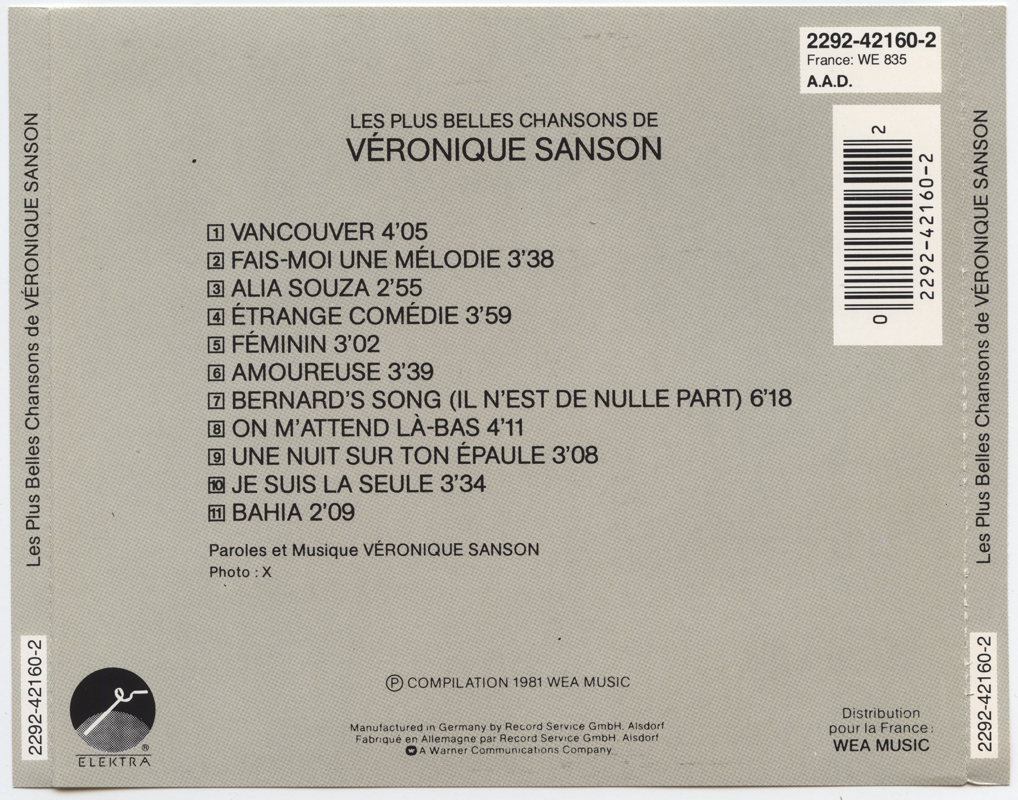 2292-42160-2
France: WE 835
A.A.D.
2
2292-42160-2
0
LES PLUS BELLES CHANSONS DE
VÉRONIQUE SANSON
1 VANCOUVER 4'05
2 FAIS-MOI UNE MÉLODIE 3'38
3 ALIA SOUZA 2'55
4 ÉTRANGE COMÉDIE 3'59
5 FÉMININ 3'02
6 AMOUREUSE 3'39
7 BERNARD'S SONG (IL N'EST DE NULLE PART) 6'18
8 ON M'ATTEND LÀ-BAS 4'11
9 UNE NUIT SUR TON ÉPAULE 3'08
10 JE SUIS LA SEULE 3'34
11 BAHIA 2'09
Paroles et Musique VÉRONIQUE SANSON
Photo : X
Ⓟ COMPILATION 1981 WEA MUSIC
Manufactured in Germany by Record Service GmbH, Alsdorf
Fabriqué en Allemagne par Record Service GmbH, Alsdorf
A Warner Communications Company
Distribution
pour la France:
WEA MUSIC
®
ELEKTRA
Les Plus Belles Chansons de VÉRONIQUE SANSON
2292-42160-2
Les Plus Belles Chansons de VÉRONIQUE SANSON
2292-42160-2